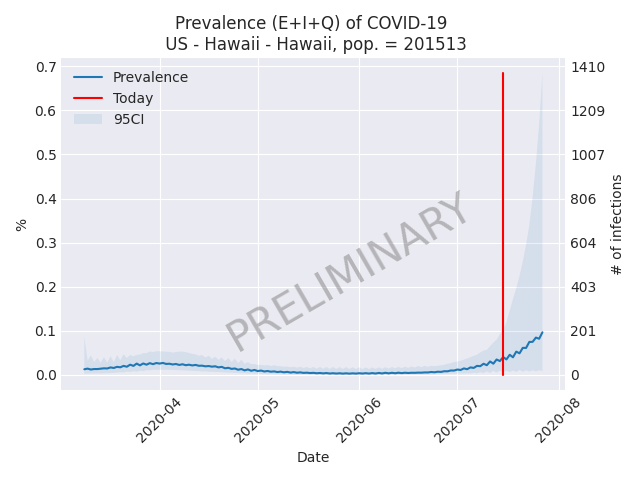 Prevalence (E+I+Q) of COVID-19
US - Hawaii - Hawaii, pop. = 201513
Prevalence
Today
95CI
PRELIMINARY
%
0.7
0.6
0.5
0.4
0.3
0.2
0.1
0.0
1410
1209
1007
806
604
403
201
0
# of infections
2020-04
2020-05
2020-06
2020-07
2020-08
Date